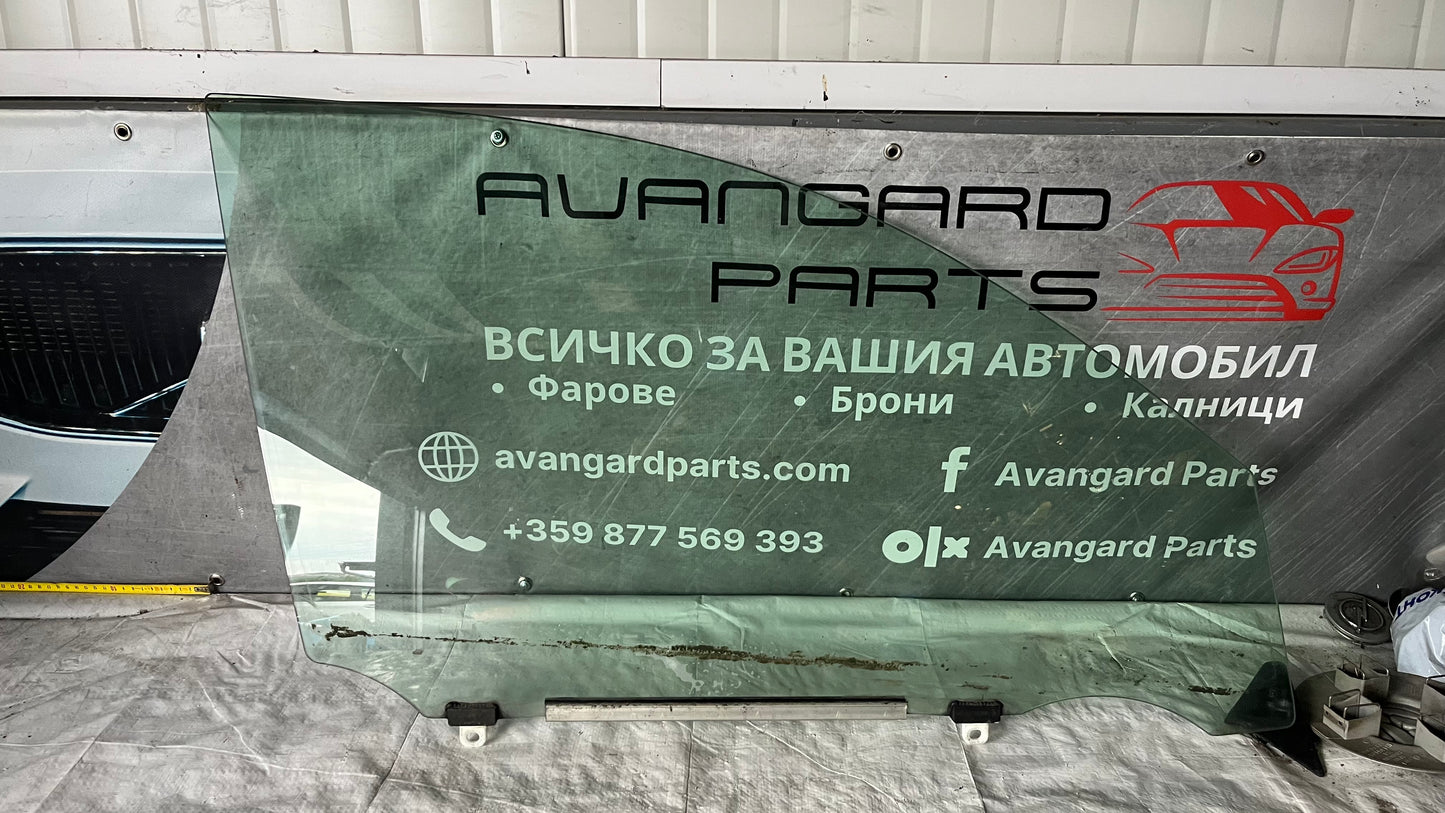 AVANGARD
PARTS
ВСИЧКО ЗА ВАШИЯ АВТОМОБИЛ
• Фарове • Брони • Калници
avangardparts.com f Avangard Parts
+359 877 569 393 olx Avangard Parts